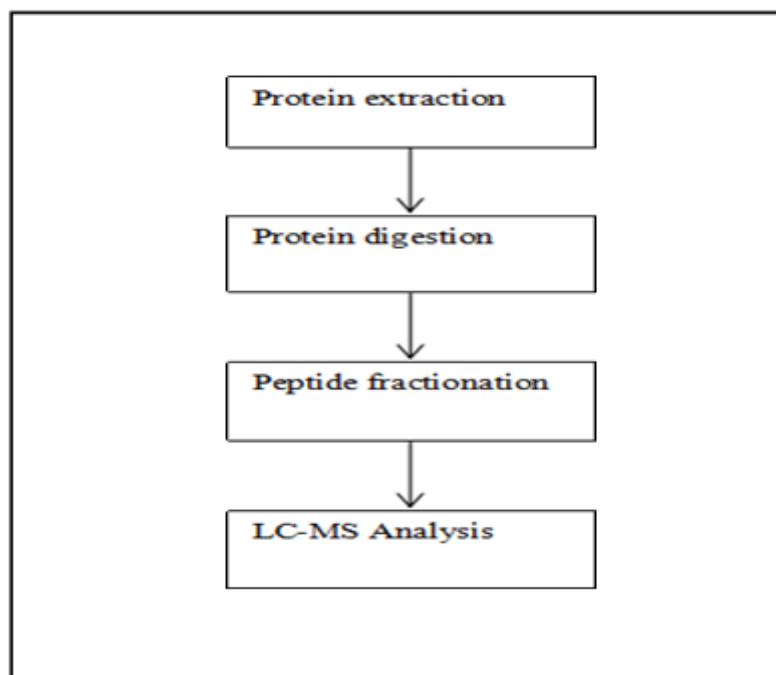 Protein extraction
Protein digestion
Peptide fractionation
LC-MS Analysis